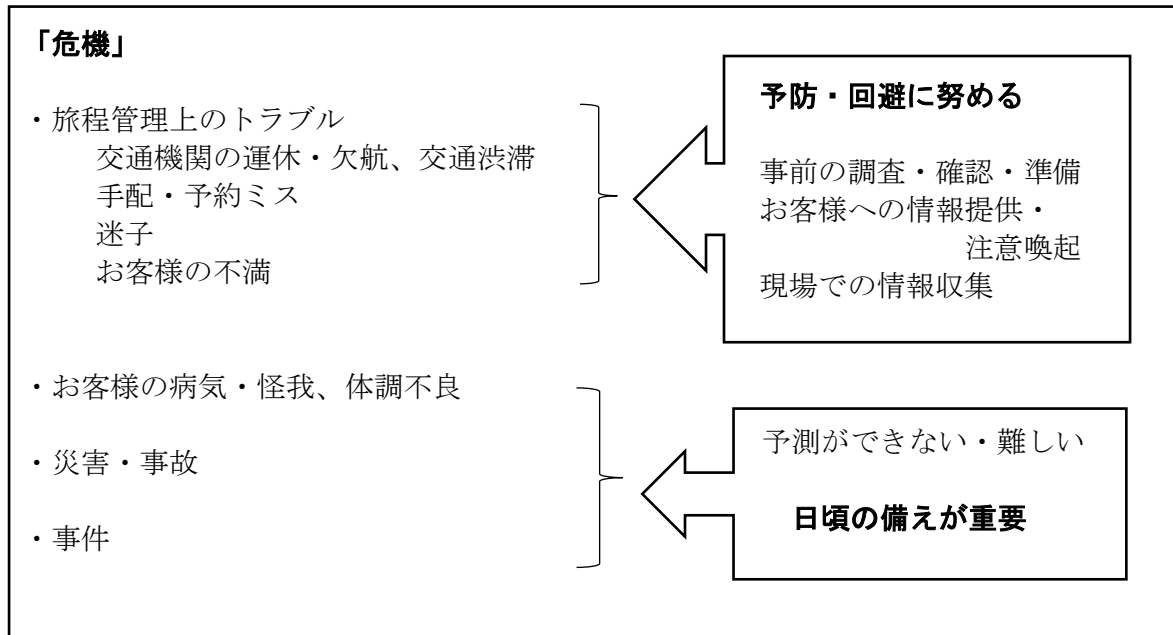 「危機」
・旅程管理上のトラブル
交通機関の運休・欠航、交通渋滞
手配・予約ミス
迷子
お客様の不満
予防・回避に努める
事前の調査・確認・準備
お客様への情報提供・
注意喚起
現場での情報収集
・お客様の病気・怪我、体調不良
・災害・事故
・事件
予測ができない・難しい
日頃の備えが重要